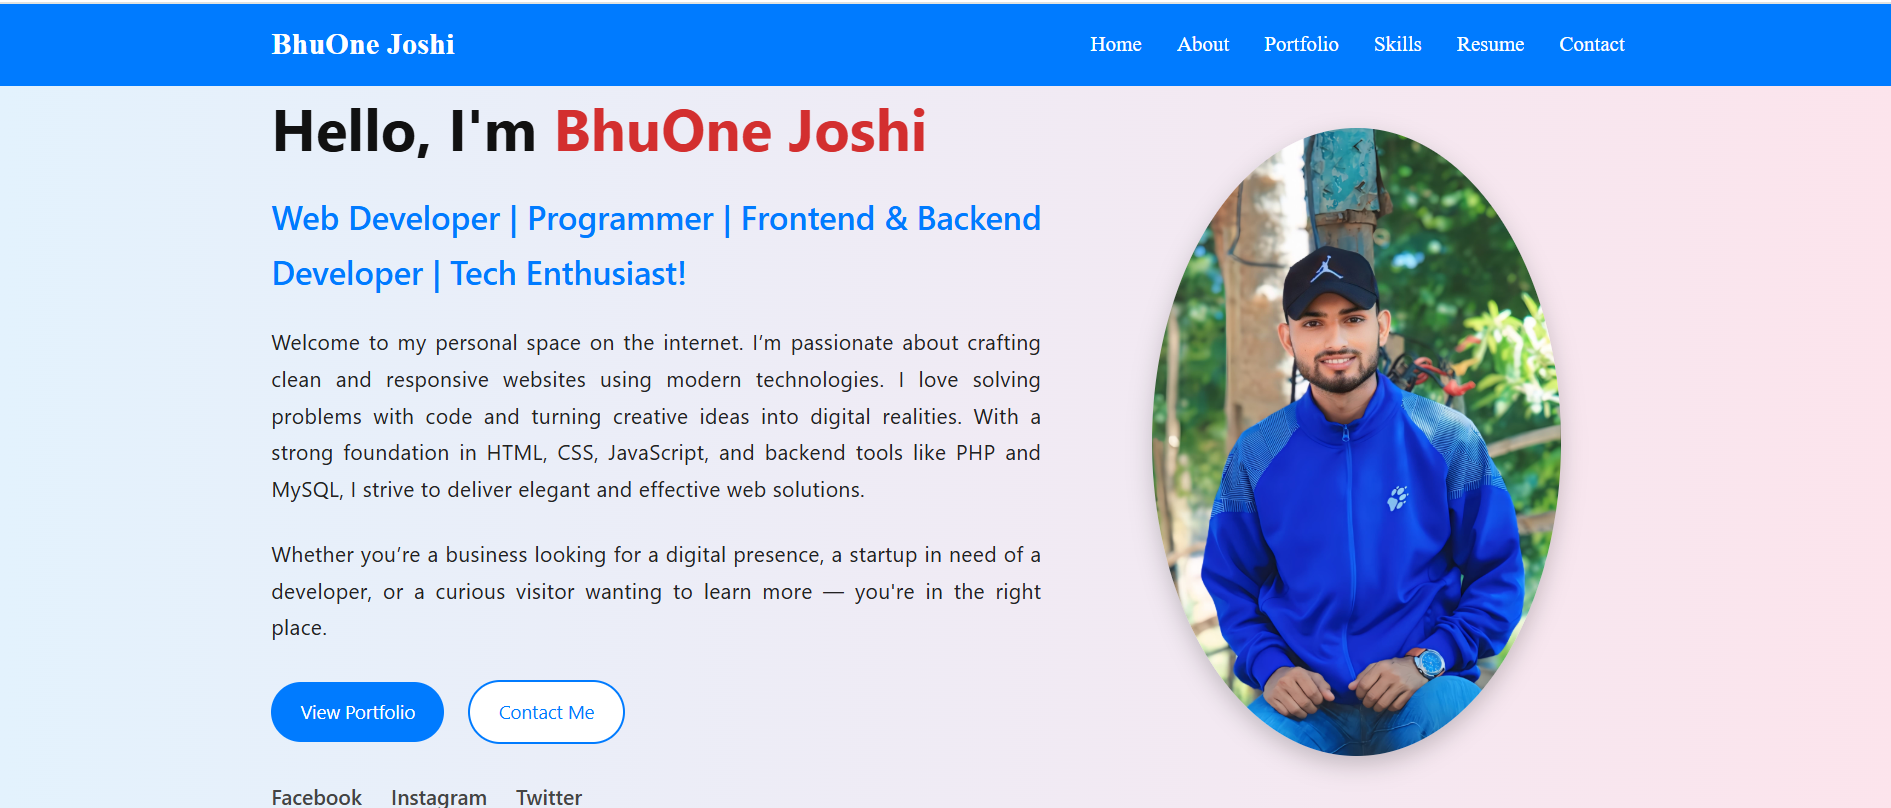 BhuOne Joshi
Home About Portfolio Skills Resume Contact
Hello, I'm BhuOne Joshi
Web Developer | Programmer | Frontend & Backend
Developer | Tech Enthusiast!
Welcome to my personal space on the internet. I’m passionate about crafting
clean and responsive websites using modern technologies. I love solving
problems with code and turning creative ideas into digital realities. With a
strong foundation in HTML, CSS, JavaScript, and backend tools like PHP and
MySQL, I strive to deliver elegant and effective web solutions.
Whether you’re a business looking for a digital presence, a startup in need of a
developer, or a curious visitor wanting to learn more — you're in the right
place.
View Portfolio Contact Me
Facebook Instagram Twitter